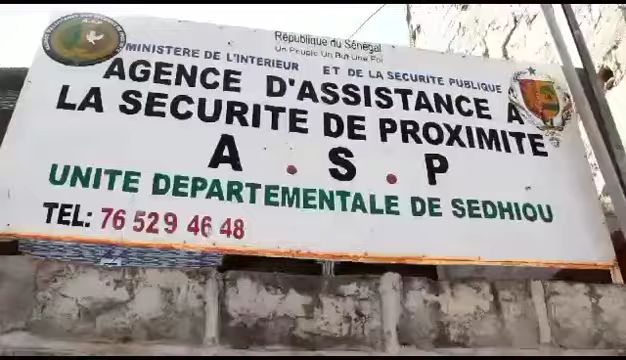 République du Sénégal
Un Peuple Un But Une Foi
MINISTERE DE L'INTERIEUR ET DE LA SECURITE PUBLIQUE
AGENCE D'ASSISTANCE A
LA SECURITE DE PROXIMITE
A . S . P
UNITE DEPARTEMENTALE DE SEDHIOU
TEL: 76 529 46 48